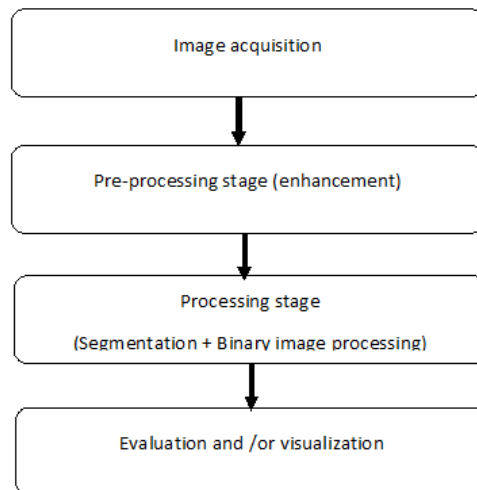 Image acquisition
Pre-processing stage (enhancement)
Processing stage
(Segmentation + Binary image processing)
Evaluation and /or visualization